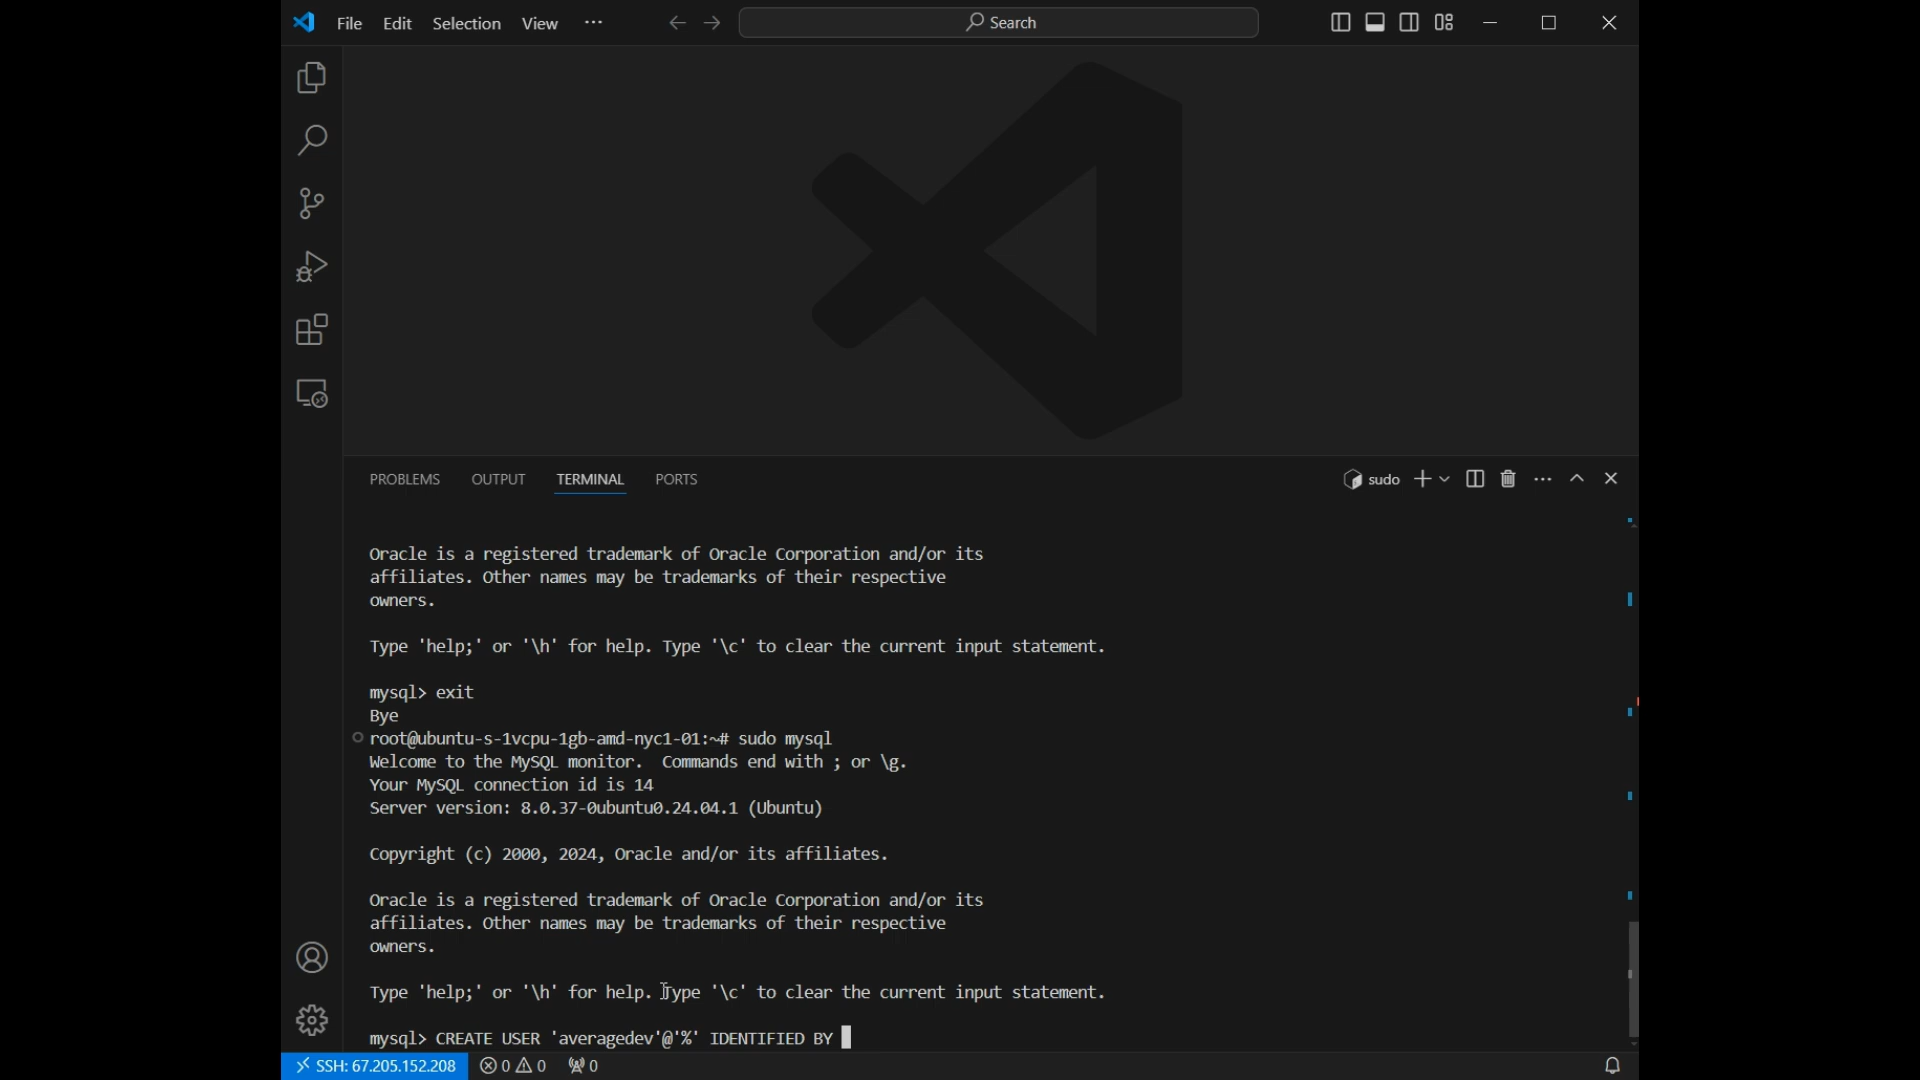 File Edit Selection View ··· Search
PROBLEMS OUTPUT TERMINAL PORTS sudo
Oracle is a registered trademark of Oracle Corporation and/or its
affiliates. Other names may be trademarks of their respective
owners.
Type 'help;' or '\h' for help. Type '\c' to clear the current input statement.
mysql> exit
Bye
root@ubuntu-s-1vcpu-1gb-amd-nyc1-01:~# sudo mysql
Welcome to the MySQL monitor.  Commands end with ; or \g.
Your MySQL connection id is 14
Server version: 8.0.37-0ubuntu0.24.04.1 (Ubuntu)
Copyright (c) 2000, 2024, Oracle and/or its affiliates.
Oracle is a registered trademark of Oracle Corporation and/or its
affiliates. Other names may be trademarks of their respective
owners.
Type 'help;' or '\h' for help. Type '\c' to clear the current input statement.
mysql> CREATE USER 'averagedev'@'%' IDENTIFIED BY
SSH: 67.205.152.208 0 0 0